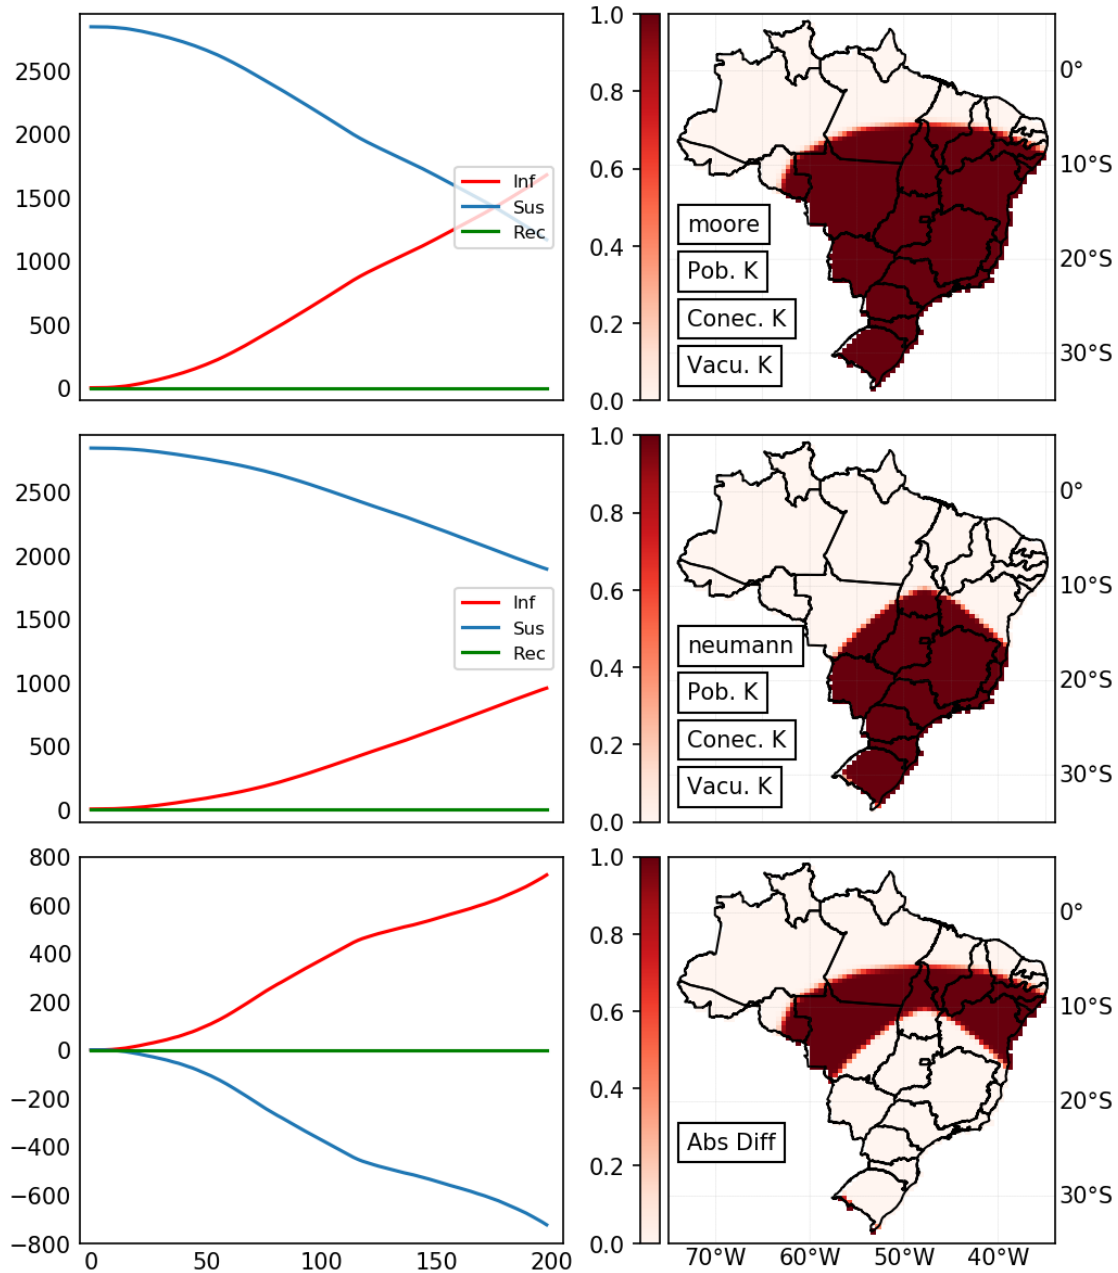 2500
2000
1500
1000
500
0
Inf
Sus
Rec
1.0
0.8
0.6
0.4
0.2
0.0
moore
Pob. K
Conec. K
Vacu. K
0°
10°S
20°S
30°S
2500
2000
1500
1000
500
0
Inf
Sus
Rec
1.0
0.8
0.6
0.4
0.2
0.0
neumann
Pob. K
Conec. K
Vacu. K
0°
10°S
20°S
30°S
800
600
400
200
0
−200
−400
−600
−800
0 50 100 150 200
1.0
0.8
0.6
0.4
0.2
0.0
Abs Diff
0°
10°S
20°S
30°S
70°W 60°W 50°W 40°W